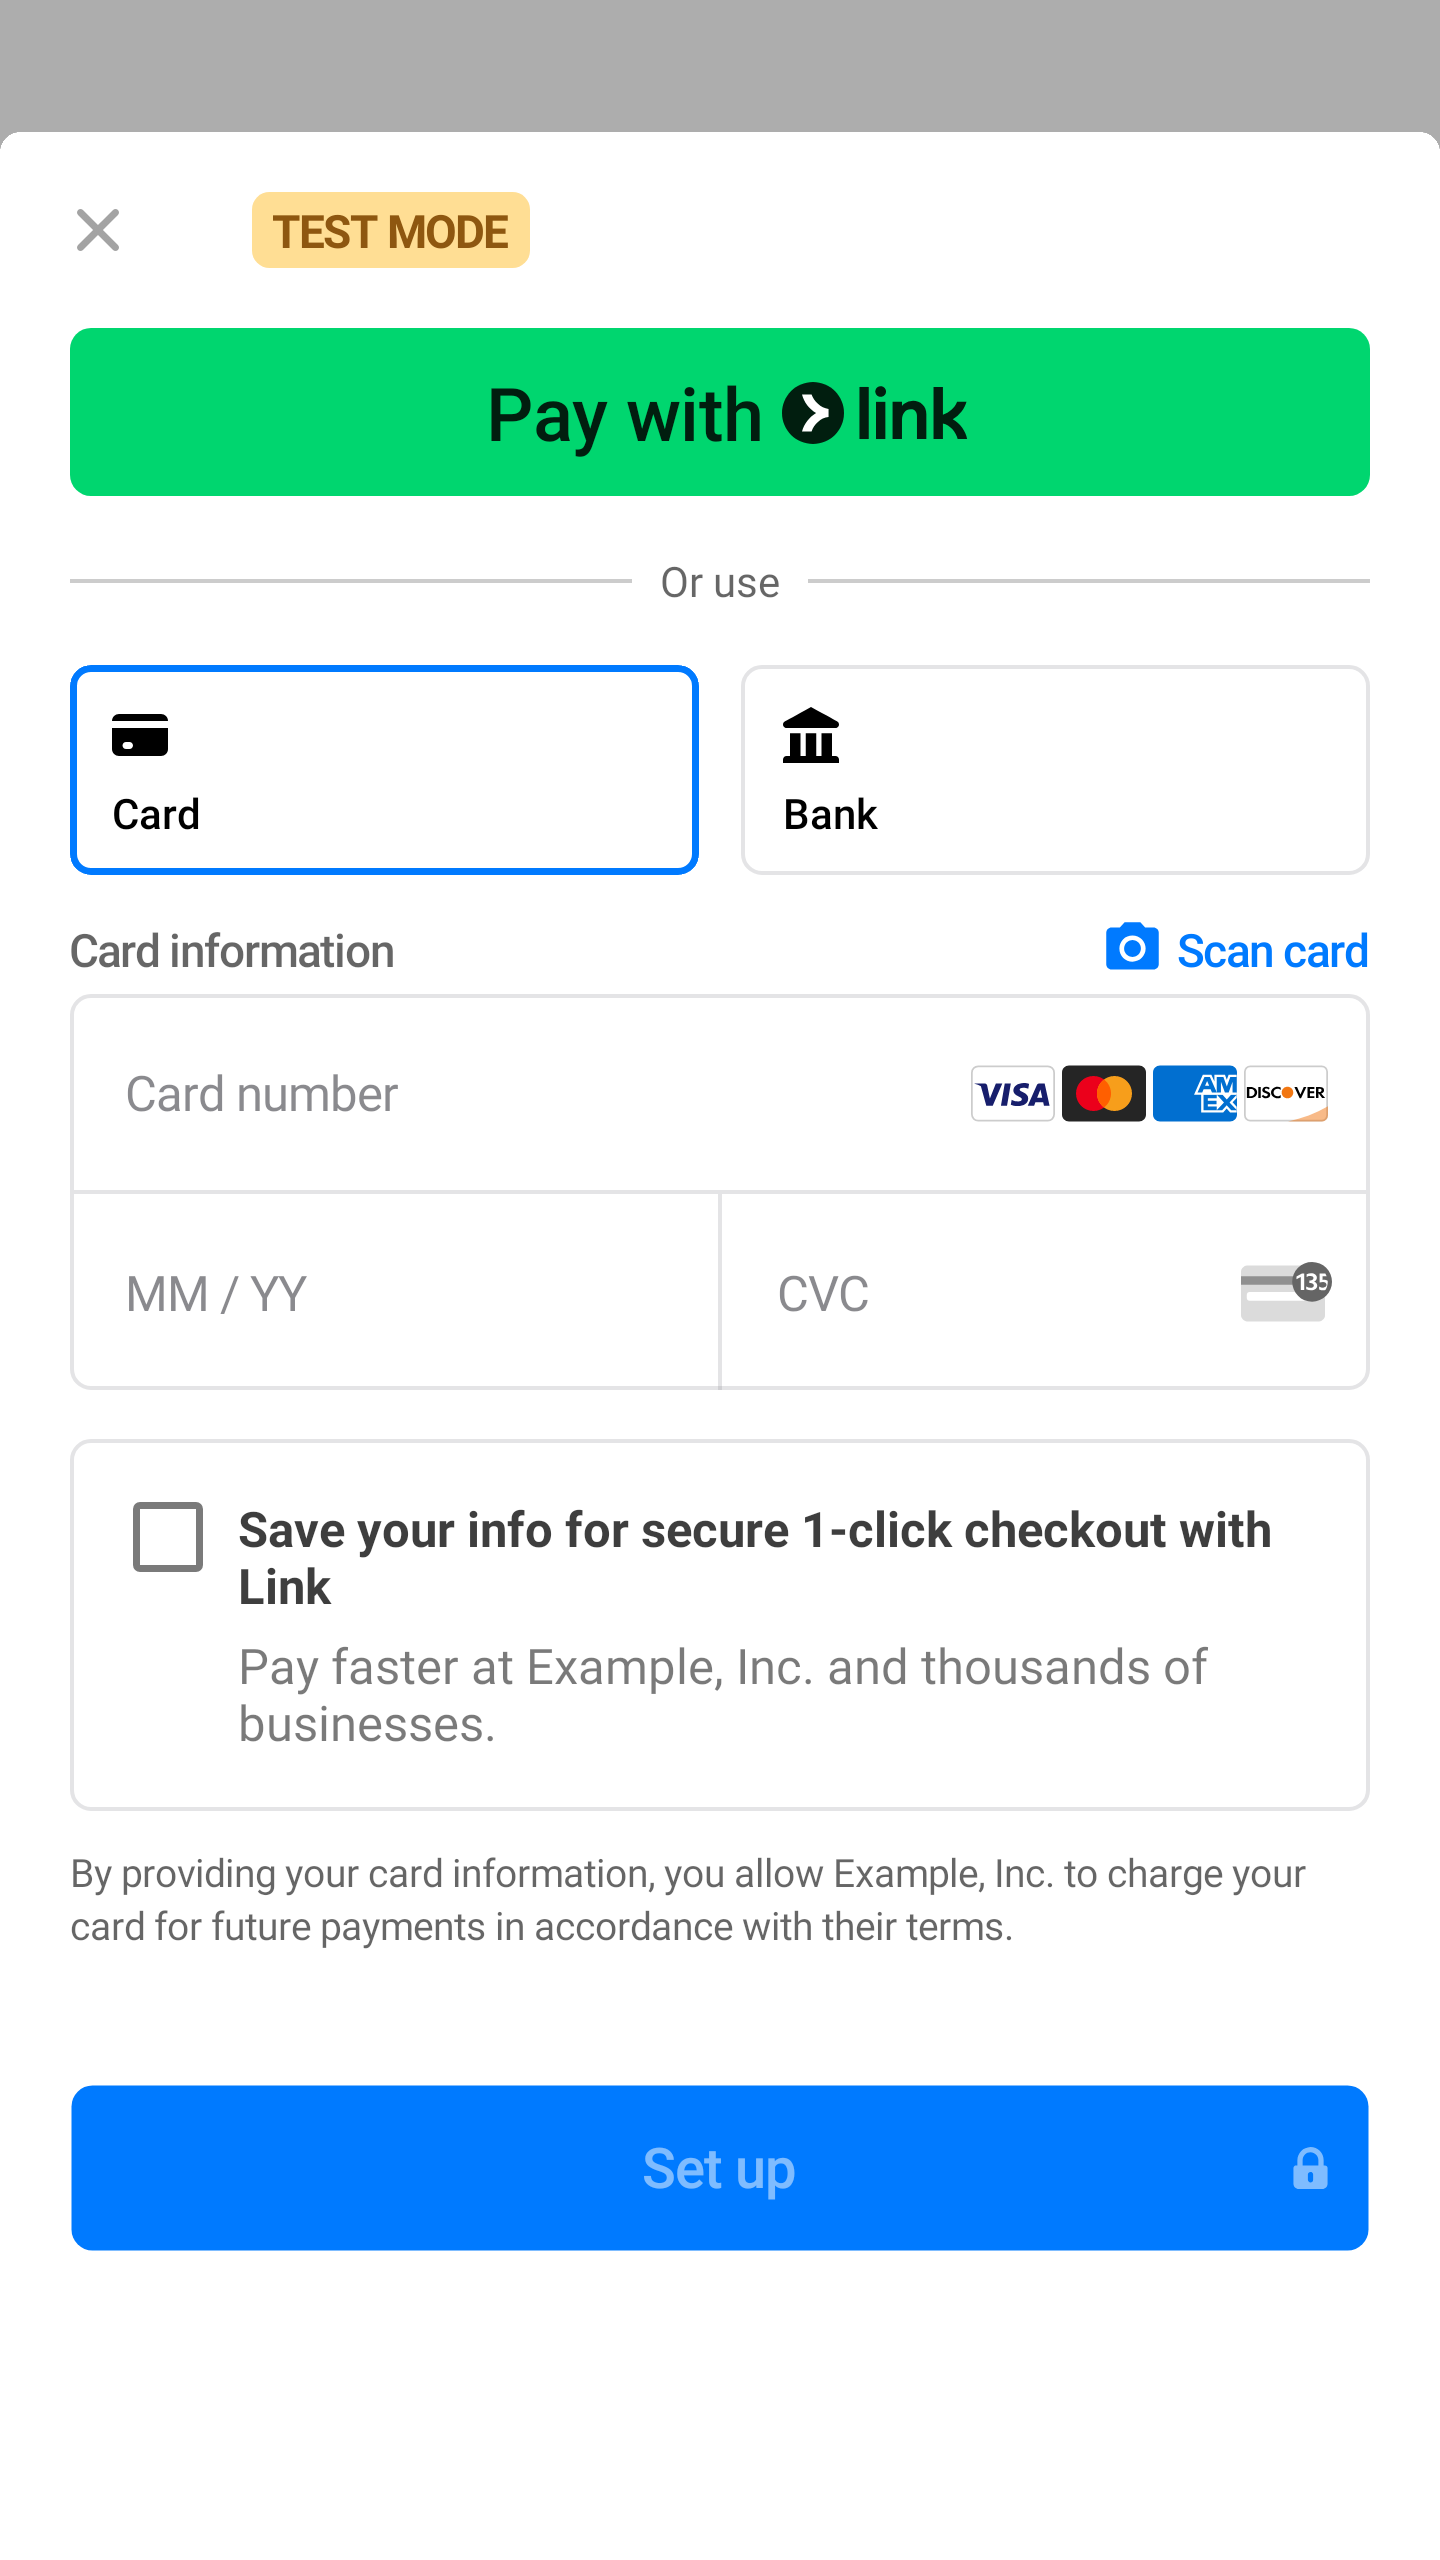 TEST MODE
Pay with link
Or use
Card
Bank
Card information
Scan card
Card number
VISA
AM
EX
DISCOVER
MM / YY
CVC
135
Save your info for secure 1-click checkout with
Link
Pay faster at Example, Inc. and thousands of
businesses.
By providing your card information, you allow Example, Inc. to charge your
card for future payments in accordance with their terms.
Set up